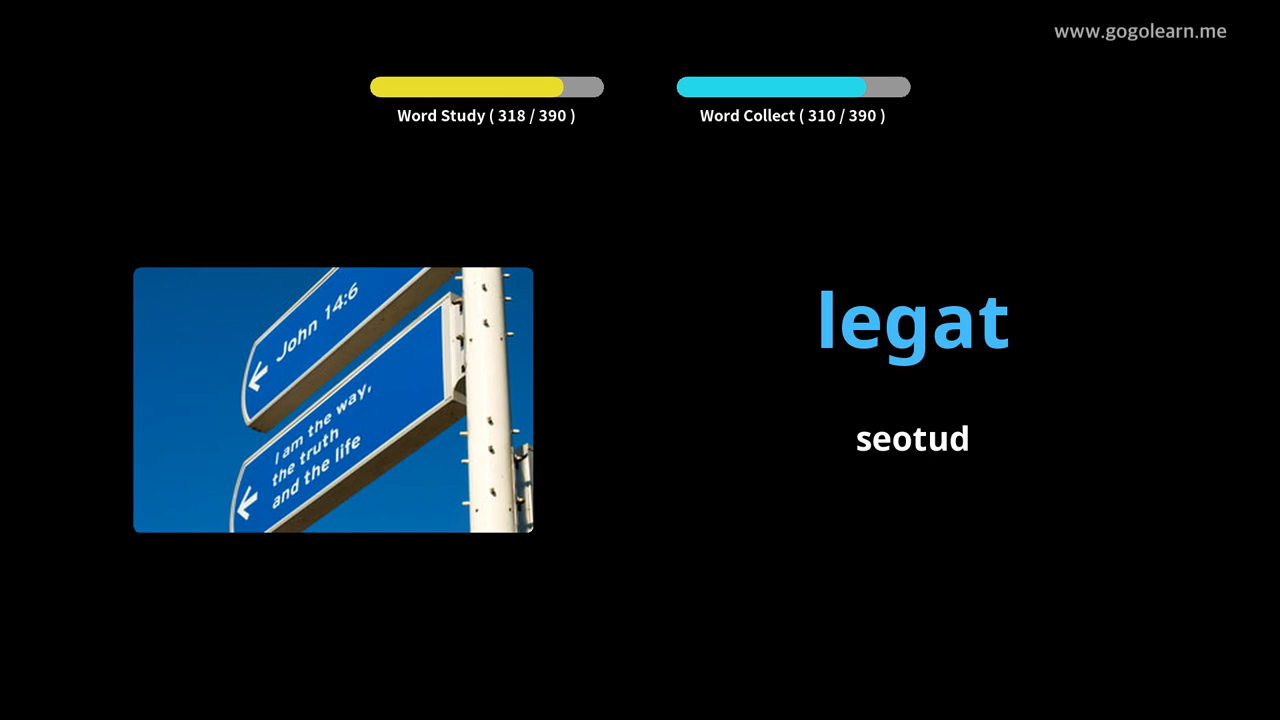 www.gogolearn.me
Word Study ( 318 / 390 )
Word Collect ( 310 / 390 )
John 14:6
I am the way,
the truth
and the life
legat
seotud